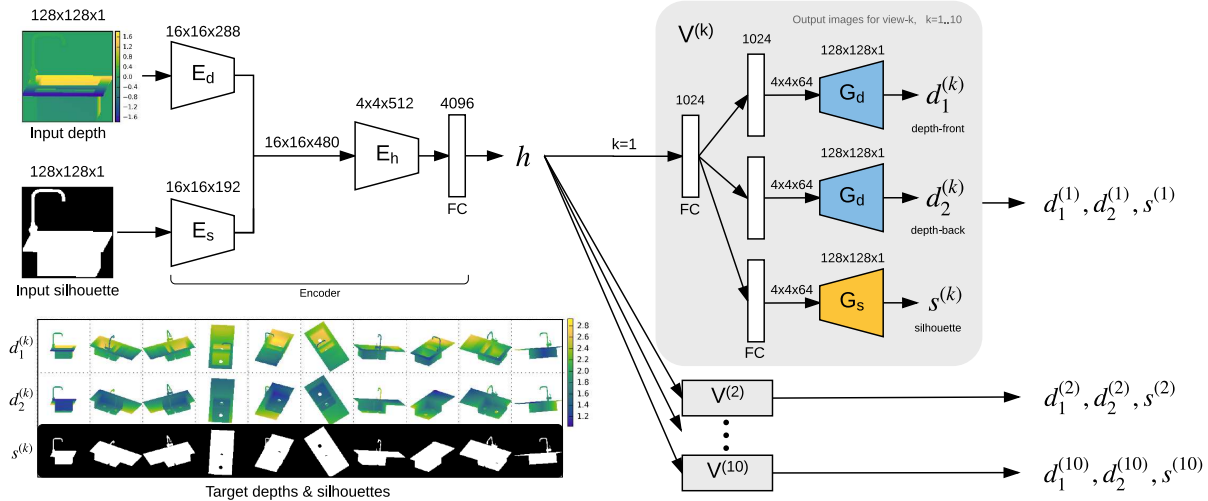 128x128x1
1.6
1.2
0.8
0.4
0.0
−0.4
−0.8
−1.2
−1.6
Input depth
16x16x288
E_d
128x128x1
Input silhouette
16x16x192
E_s
16x16x480
4x4x512
E_h
4096
FC
h
Encoder
k=1
V^{(k)}
Output images for view-k, k=1..10
1024
FC
1024
4x4x64
128x128x1
G_d
d_1^{(k)}
depth-front
4x4x64
128x128x1
G_d
d_2^{(k)}
depth-back
4x4x64
128x128x1
G_s
s^{(k)}
silhouette
FC
d_1^{(1)}, d_2^{(1)}, s^{(1)}
V^{(2)}
d_1^{(2)}, d_2^{(2)}, s^{(2)}
V^{(10)}
d_1^{(10)}, d_2^{(10)}, s^{(10)}
d_1^{(k)}
d_2^{(k)}
s^{(k)}
2.8
2.6
2.4
2.2
2.0
1.8
1.6
1.4
1.2
Target depths & silhouettes